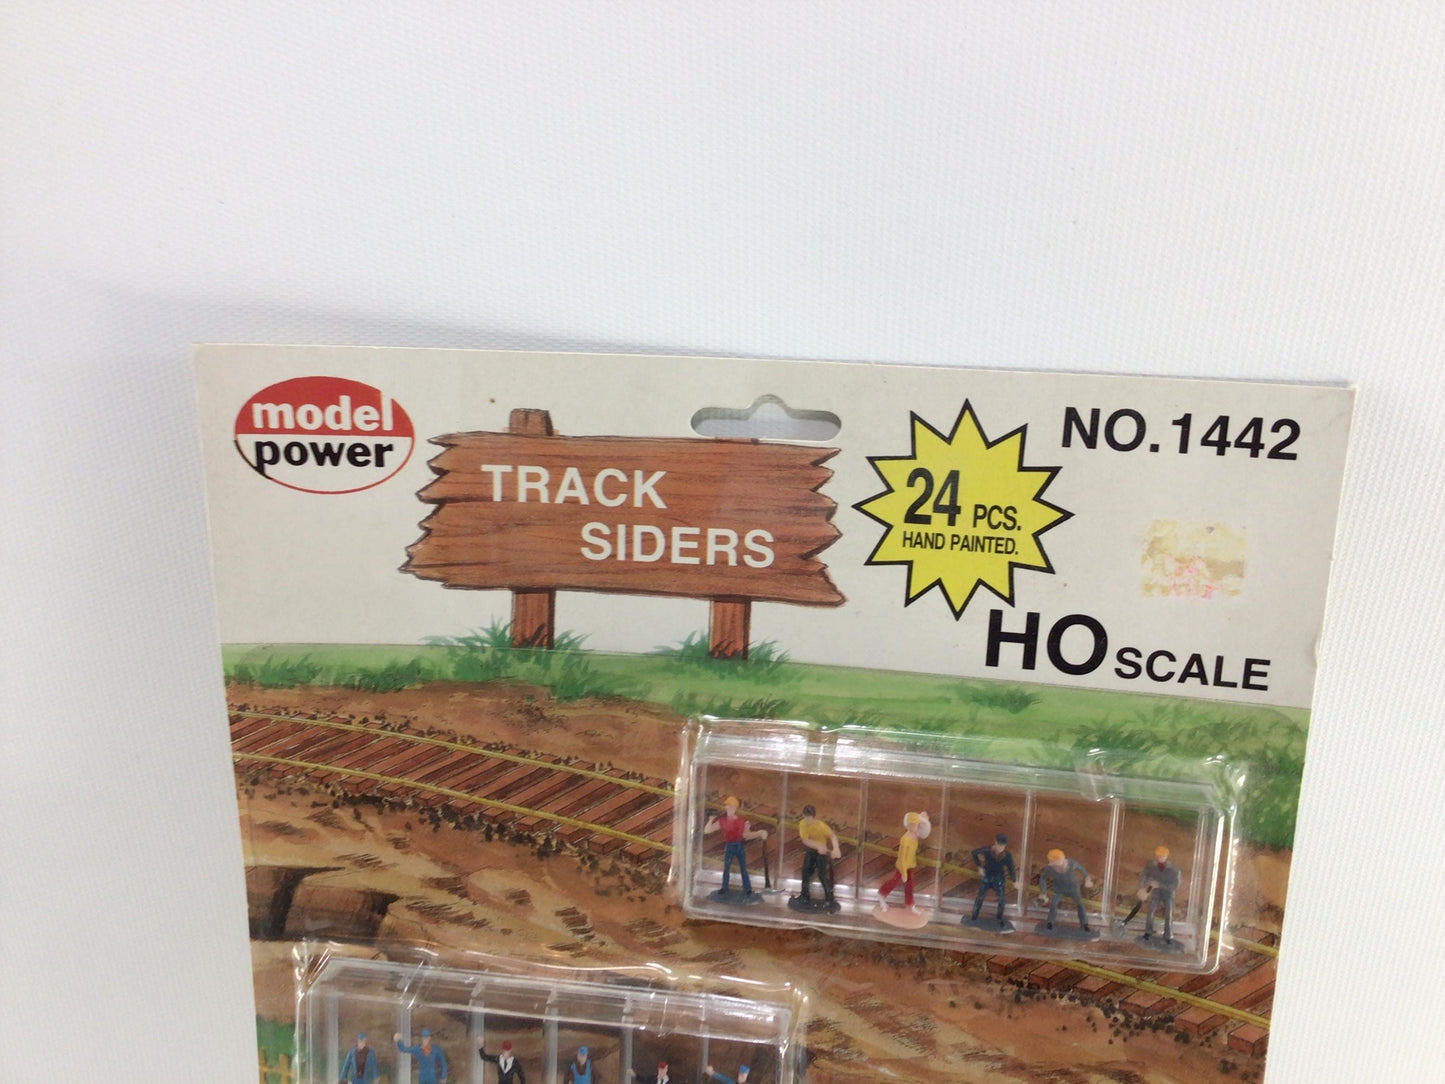 model
power
TRACK
SIDERS
24 PCS.
HAND PAINTED.
NO.1442
HO SCALE